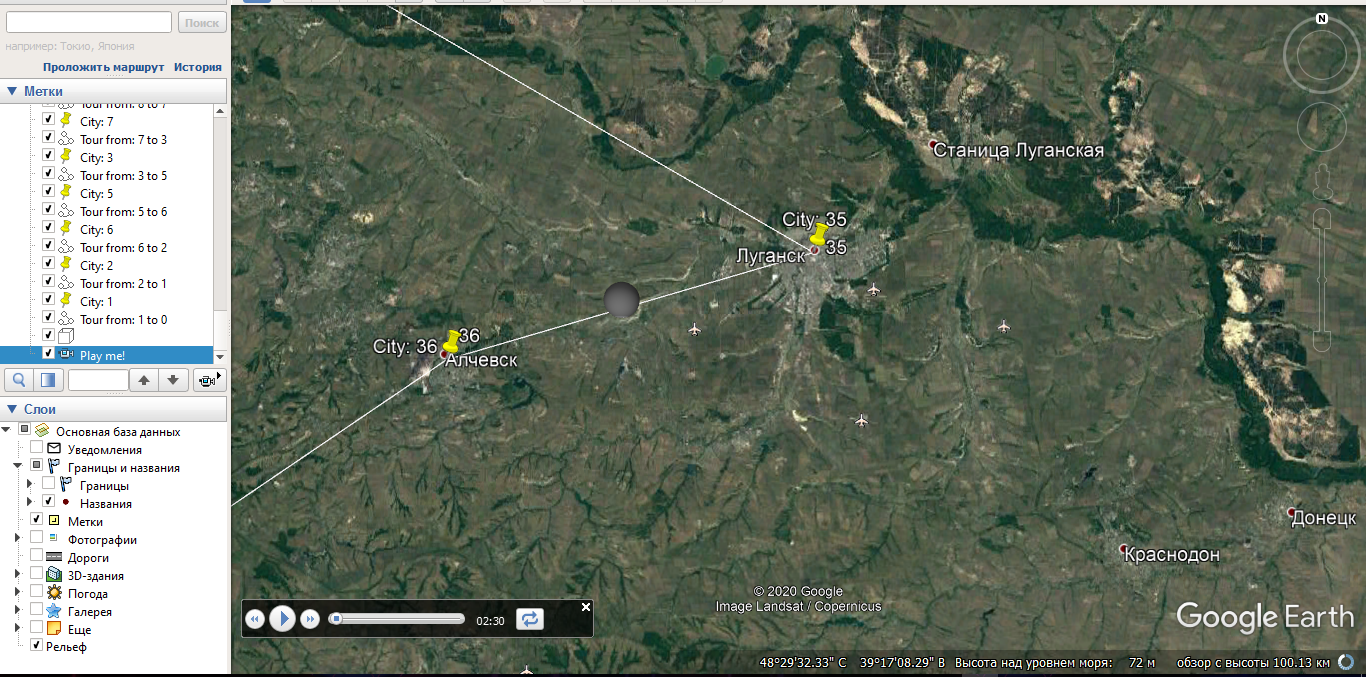 Поиск
например: Токио, Япония
Проложить маршрут История
Метки
Tour from: 8 to 7
City: 7
Tour from: 7 to 3
City: 3
Tour from: 3 to 5
City: 5
Tour from: 5 to 6
City: 6
Tour from: 6 to 2
City: 2
Tour from: 2 to 1
City: 1
Tour from: 1 to 0
Play me!
Слои
Основная база данных
Уведомления
Границы и названия
Границы
Названия
Метки
Фотографии
Дороги
3D-здания
Погода
Галерея
Еще
Рельеф
N
Станица Луганская
City: 35
35
Луганск
36
City: 36
Алчевск
Донецк
Краснодон
© 2020 Google
Image Landsat / Copernicus
Google Earth
02:30
48°29'32.33" С 39°17'08.29" В Высота над уровнем моря: 72 м обзор с высоты 100.13 км